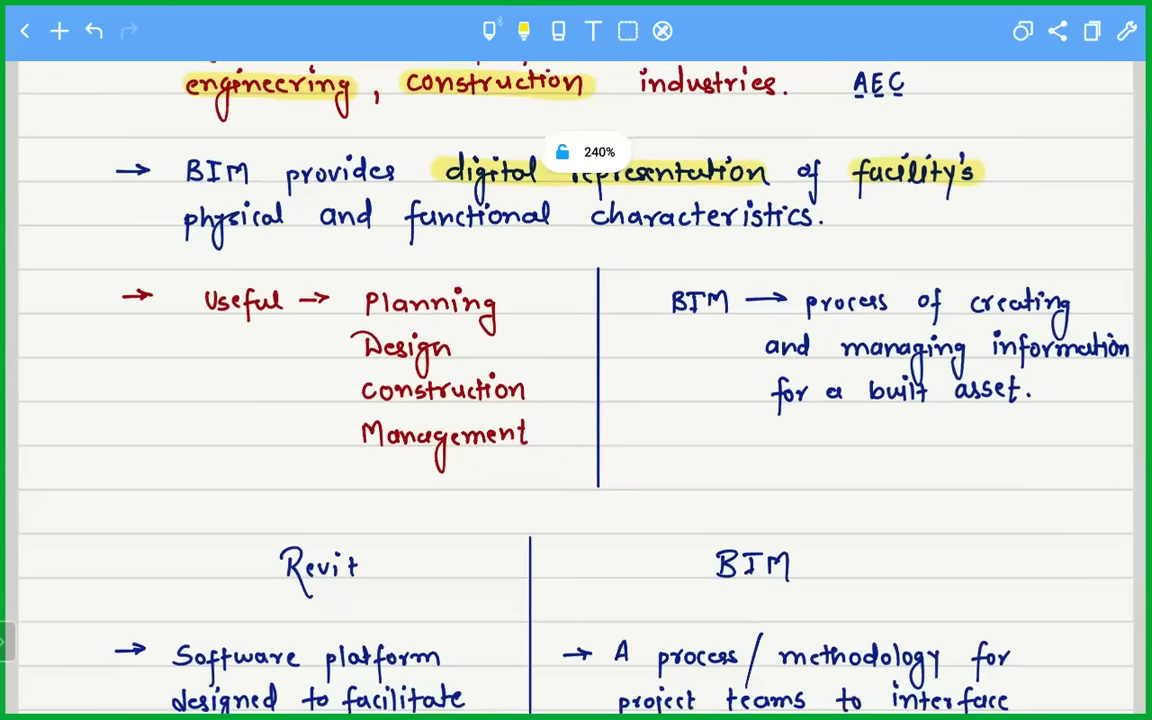 engineering, construction industries. AEC
240%
→ BIM provides digital representation of facility's
physical and functional characteristics.
→ Useful → Planning
Design
Construction
Management
BIM → process of creating
and managing information
for a built asset.
Revit
→ Software platform
designed to facilitate
BIM
→ A process/methodology for
project teams to interface